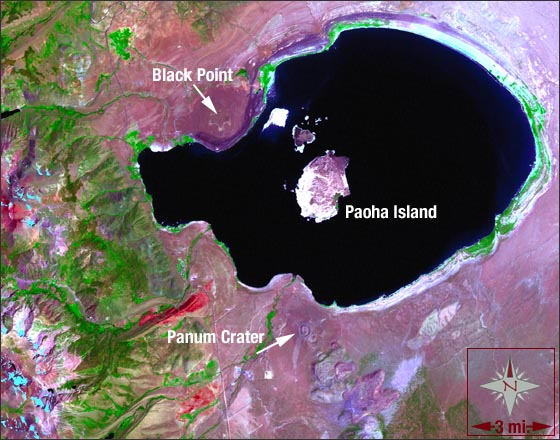 Black Point
Paoha Island
Panum Crater
N
3 mi.